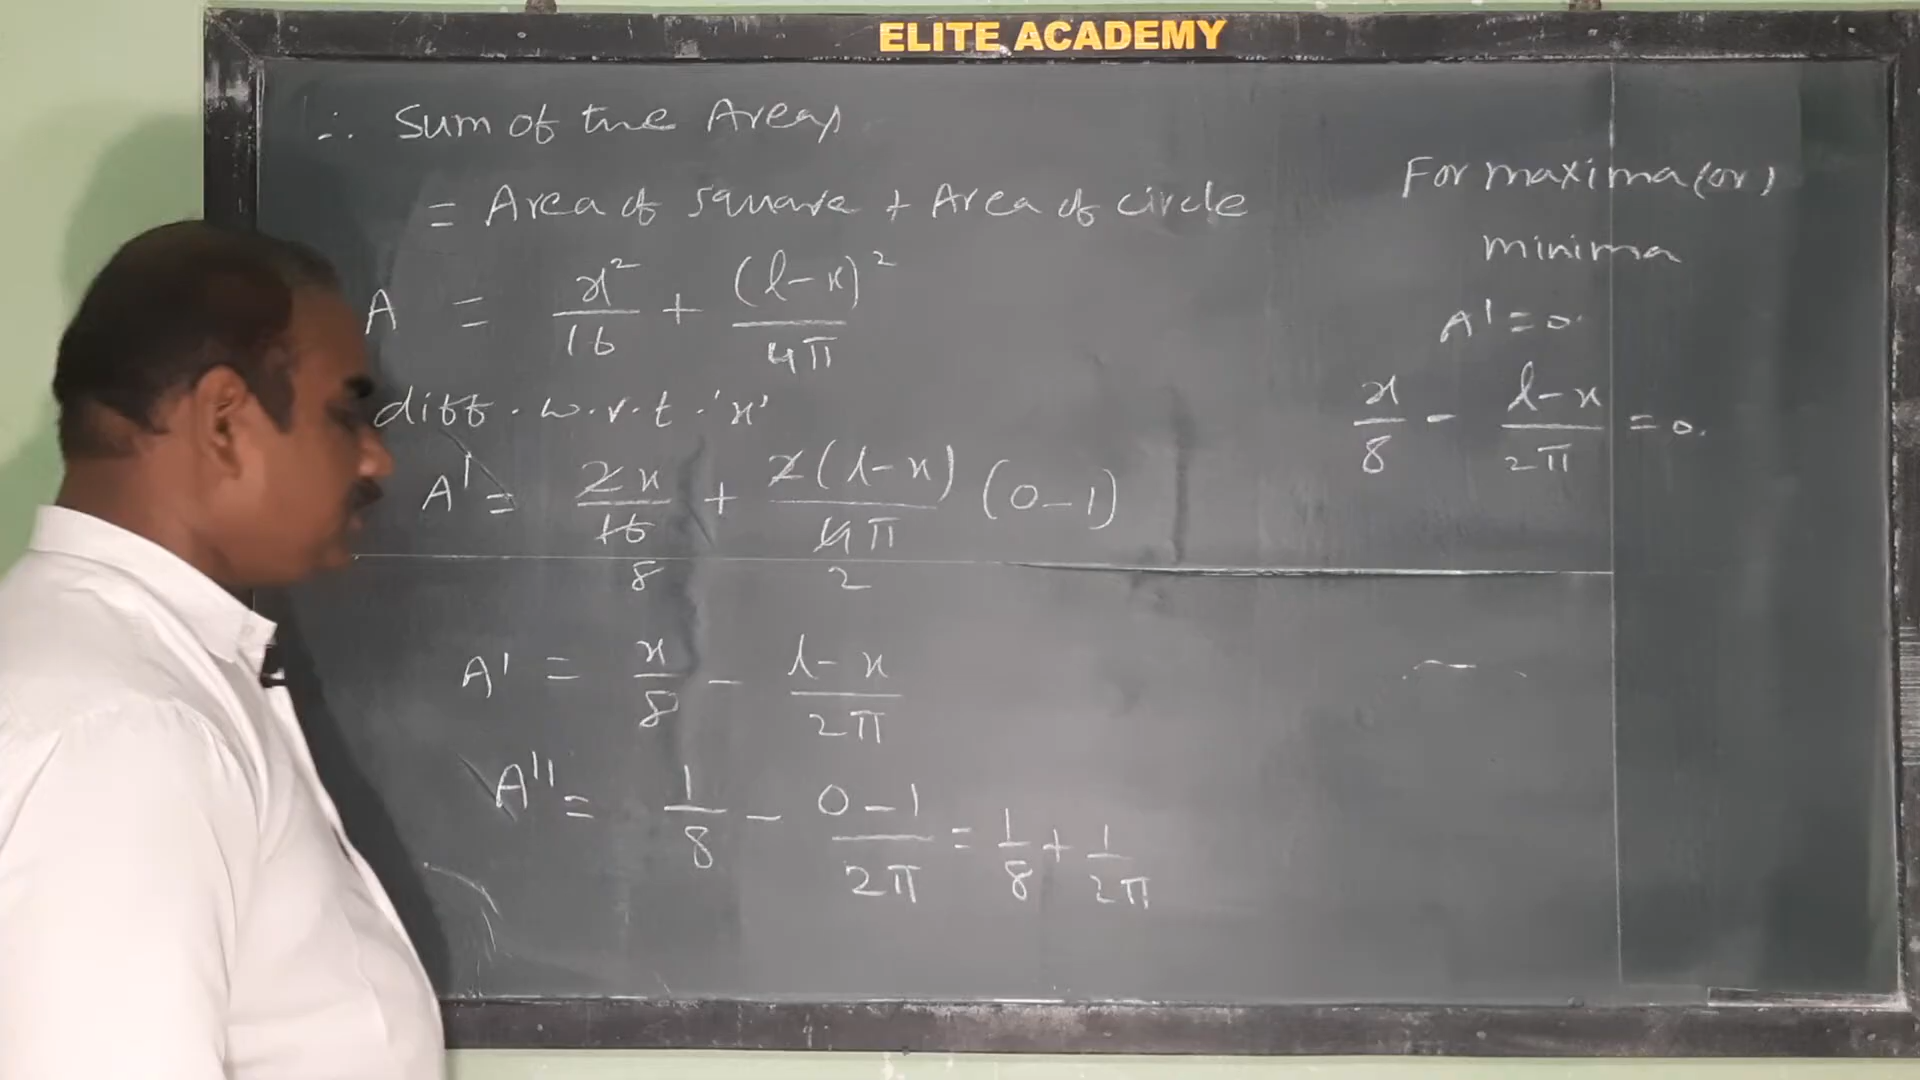 ELITE ACADEMY
∴ Sum of the Areas
= Area of square + Area of circle
A = x²/16 + (l-x)²/4π
diff. w.r.t. 'x'
A' = 2x/16 + 2(l-x)/4π (0-1)
8 2
A' = x/8 - l-x/2π
A'' = 1/8 - 0-1/2π = 1/8 + 1/2π
For maxima (or)
minima
A' = 0.
x/8 - l-x/2π = 0.